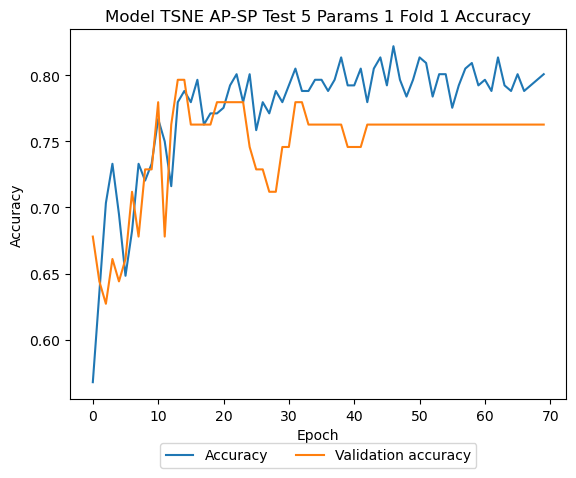 Model TSNE AP-SP Test 5 Params 1 Fold 1 Accuracy
0.80
0.75
0.70
0.65
0.60
Accuracy
0 10 20 30 40 50 60 70
Epoch
Accuracy Validation accuracy